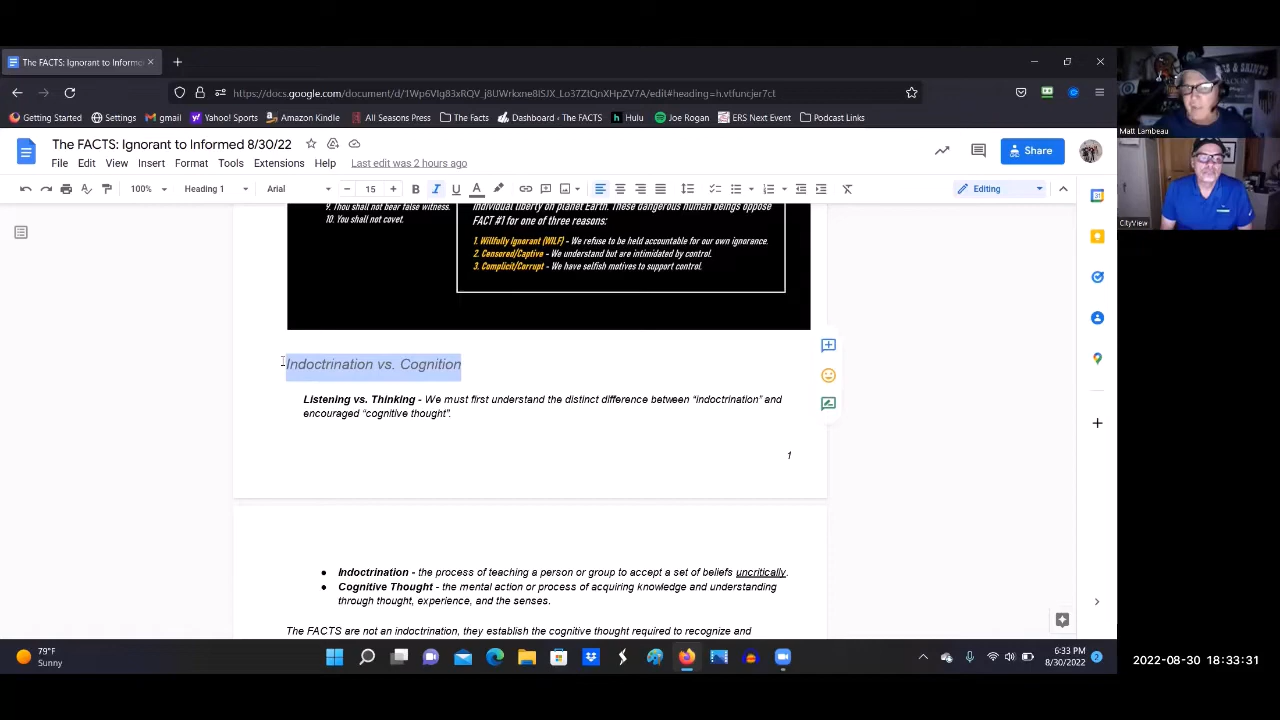 The FACTS: Ignorant to Informed
https://docs.google.com/document/d/1Wp6VIg83xRQV_j8UWrkxne8ISJX_Lo37ZtQnXHpZV7A/edit#heading=h.vtfuncjer7ct
Getting Started Settings gmail Yahoo! Sports Amazon Kindle All Seasons Press The Facts Dashboard ‹ The FACTS Hulu Joe Rogan ERS Next Event Podcast Links
The FACTS: Ignorant to Informed 8/30/22
File Edit View Insert Format Tools Extensions Help Last edit was 2 hours ago
Share
100% Heading 1 Arial 15 B I U A Editing
9. Thou shall not bear false witness.
10. You shall not covet.
individual liberty on planet Earth. These dangerous human beings oppose
FACT #1 for one of three reasons:
1. Willfully Ignorant (WILF) - We refuse to be held accountable for our own ignorance.
2. Censored/Captive - We understand but are intimidated by control.
3. Complicit/Corrupt - We have selfish motives to support control.
Indoctrination vs. Cognition
Listening vs. Thinking - We must first understand the distinct difference between “indoctrination” and
encouraged “cognitive thought”.
1
● Indoctrination - the process of teaching a person or group to accept a set of beliefs uncritically.
● Cognitive Thought - the mental action or process of acquiring knowledge and understanding
through thought, experience, and the senses.
The FACTS are not an indoctrination, they establish the cognitive thought required to recognize and
Matt Lambeau
CityView
79°F
Sunny
6:33 PM
8/30/2022
2
2022-08-30 18:33:31